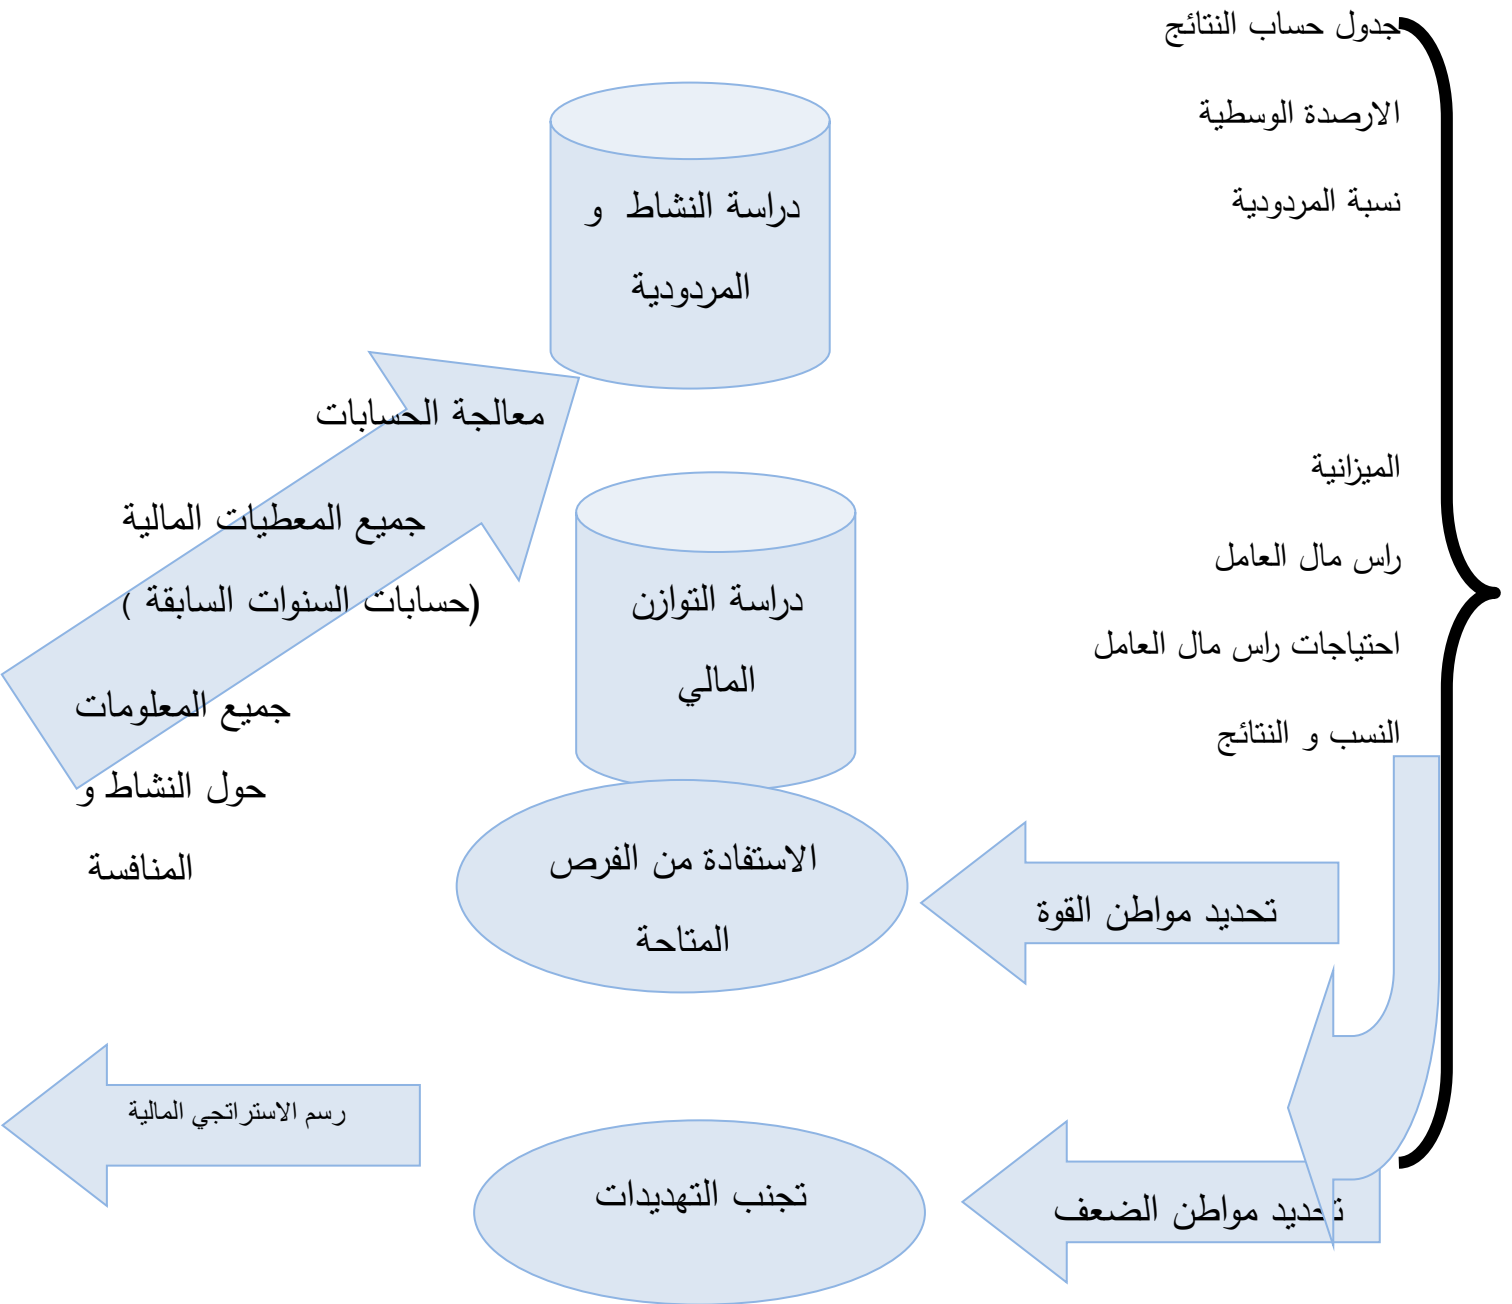 جدول حساب النتائج
الارصدة الوسطية
نسبة المردودية
دراسة النشاط و
المردودية
معالجة الحسابات
جميع المعطيات المالية
(حسابات السنوات السابقة )
جميع المعلومات
حول النشاط و
المنافسة
الميزانية
راس مال العامل
احتياجات راس مال العامل
النسب و النتائج
دراسة التوازن
المالي
تحديد مواطن القوة
الاستفادة من الفرص
المتاحة
تحديد مواطن الضعف
تجنب التهديدات
رسم الاستراتجي المالية